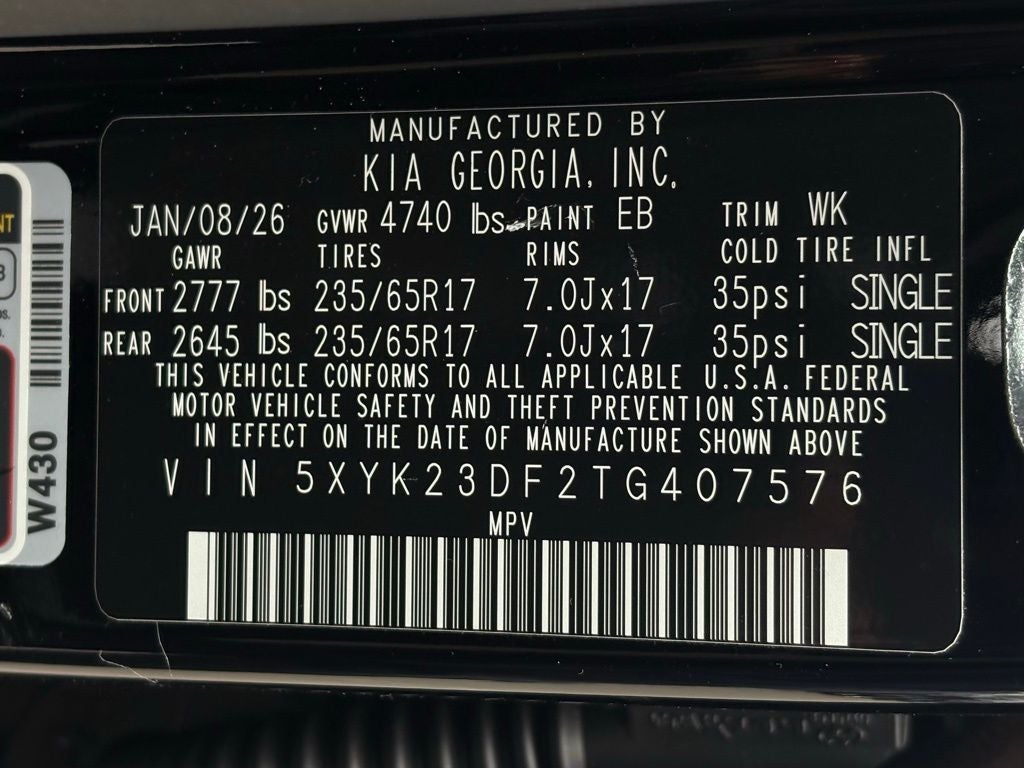 MANUFACTURED BY
KIA GEORGIA, INC.
JAN/08/26 GVWR 4740 lbs PAINT EB TRIM WK
GAWR TIRES RIMS COLD TIRE INFL
FRONT 2777 lbs 235/65R17 7.0Jx17 35psi SINGLE
REAR 2645 lbs 235/65R17 7.0Jx17 35psi SINGLE
THIS VEHICLE CONFORMS TO ALL APPLICABLE U.S.A. FEDERAL
MOTOR VEHICLE SAFETY AND THEFT PREVENTION STANDARDS
IN EFFECT ON THE DATE OF MANUFACTURE SHOWN ABOVE
VIN 5XYK23DF2TG407576
MPV
W430